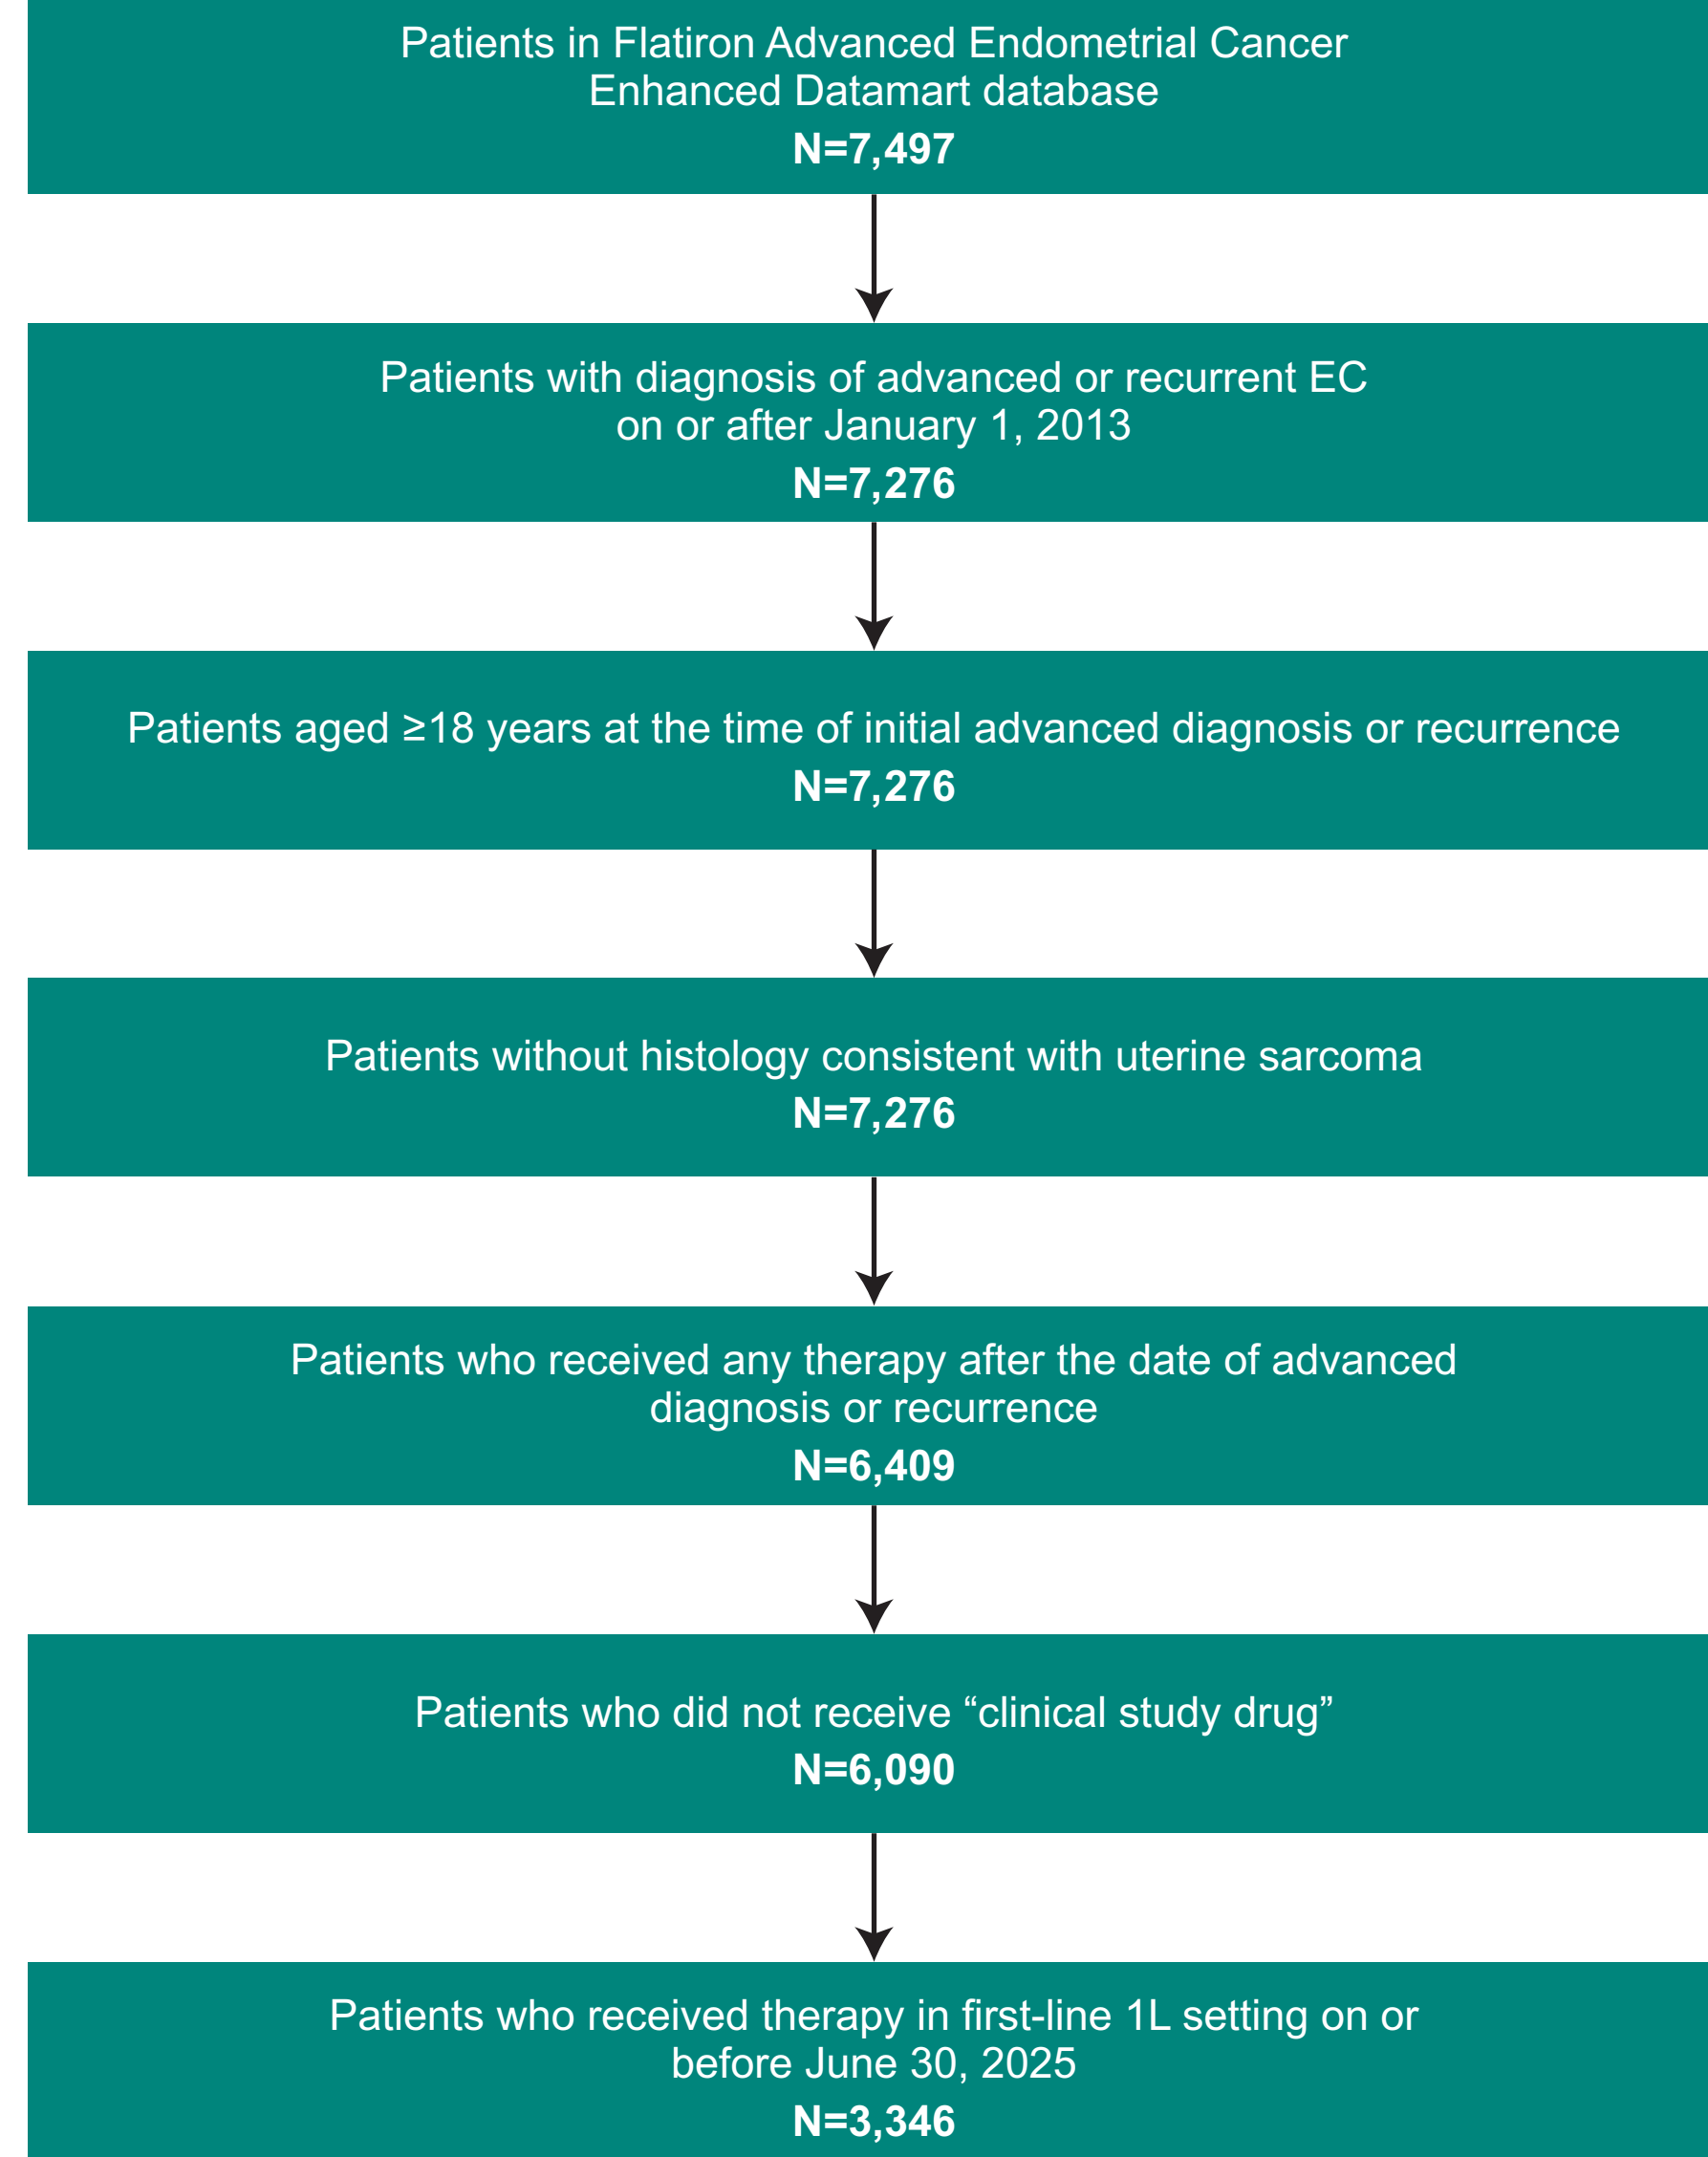 Patients in Flatiron Advanced Endometrial Cancer
Enhanced Datamart database
N=7,497
Patients with diagnosis of advanced or recurrent EC
on or after January 1, 2013
N=7,276
Patients aged ≥18 years at the time of initial advanced diagnosis or recurrence
N=7,276
Patients without histology consistent with uterine sarcoma
N=7,276
Patients who received any therapy after the date of advanced
diagnosis or recurrence
N=6,409
Patients who did not receive “clinical study drug”
N=6,090
Patients who received therapy in first-line 1L setting on or
before June 30, 2025
N=3,346